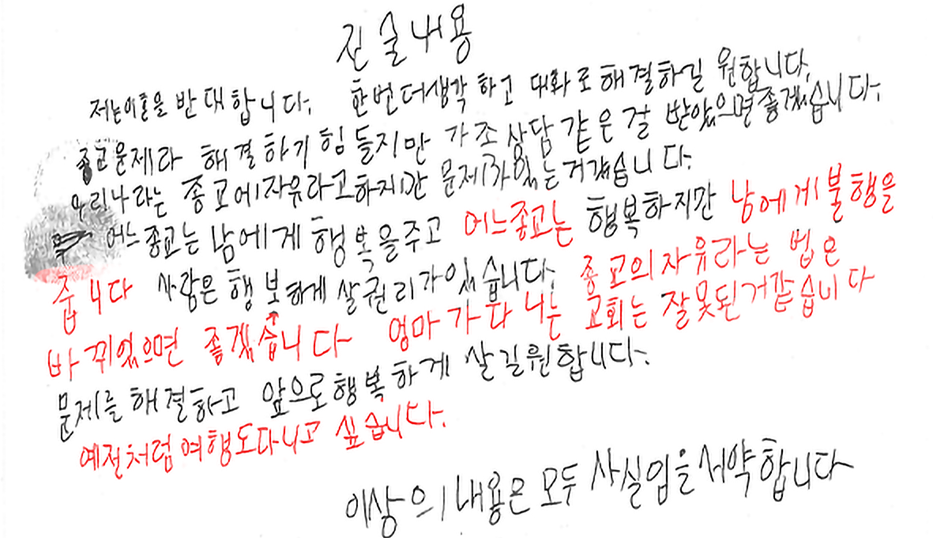 진술내용
저는이혼을 반대합니다. 한번더생각 하고 대화로해결하길 원합니다.
종교문제라 해결하기힘들지만 가조상담같은걸 받았으면좋겠습니다.
우리나라는 종교에자유라고하지만 문제가있는거같습니다.
어느종교는남에게 행복을주고 어느종교는 행복하지만 남에게불행을
줍니다 사람은행보하게살권리가있습니다. 종교의자유라는 법은
바뀌었으면 좋겠습니다 엄마가다니는 교회는잘못된거같습니다
문제를해결하고 앞으로행복하게 살길원합니다.
예전처럼여행도다니고 싶습니다.
이상의내용은모두사실임을서약합니다